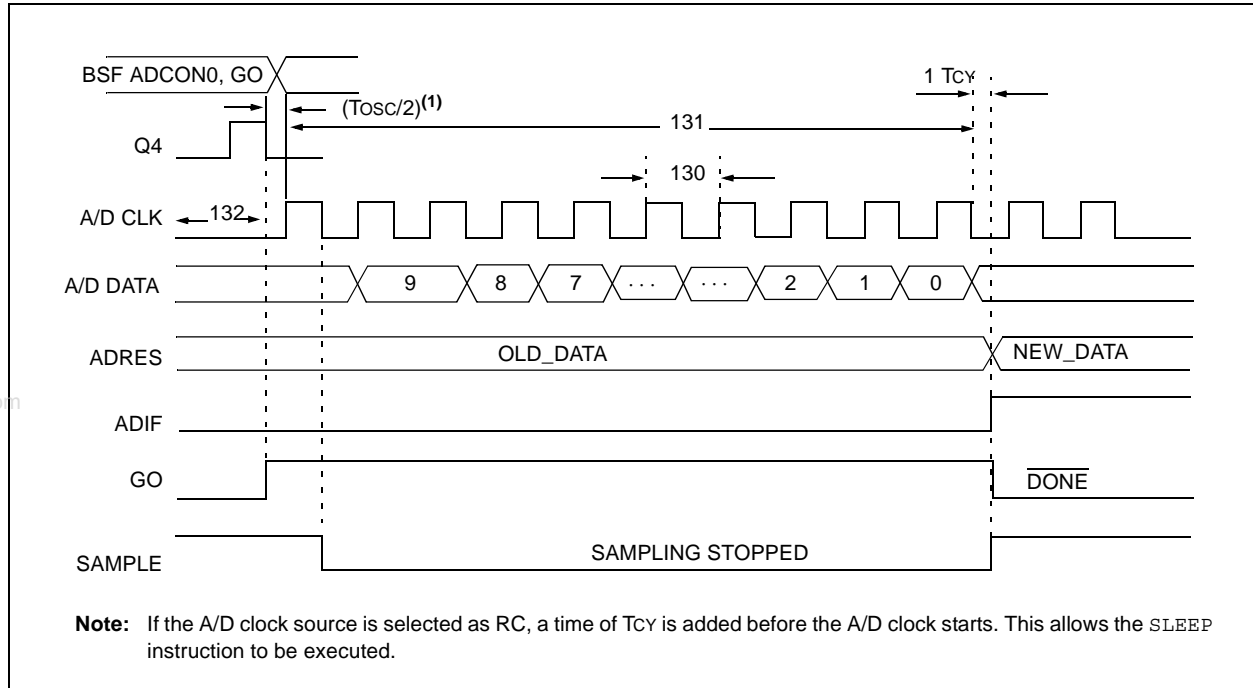 BSF ADCON0, GO
1 TCY
(TOSC/2)(1)
131
Q4
130
A/D CLK
132
A/D DATA
9 8 7 . . . . . . 2 1 0
ADRES
OLD_DATA
NEW_DATA
om
ADIF
GO
DONE
SAMPLE
SAMPLING STOPPED
Note: If the A/D clock source is selected as RC, a time of TCY is added before the A/D clock starts. This allows the SLEEP
instruction to be executed.